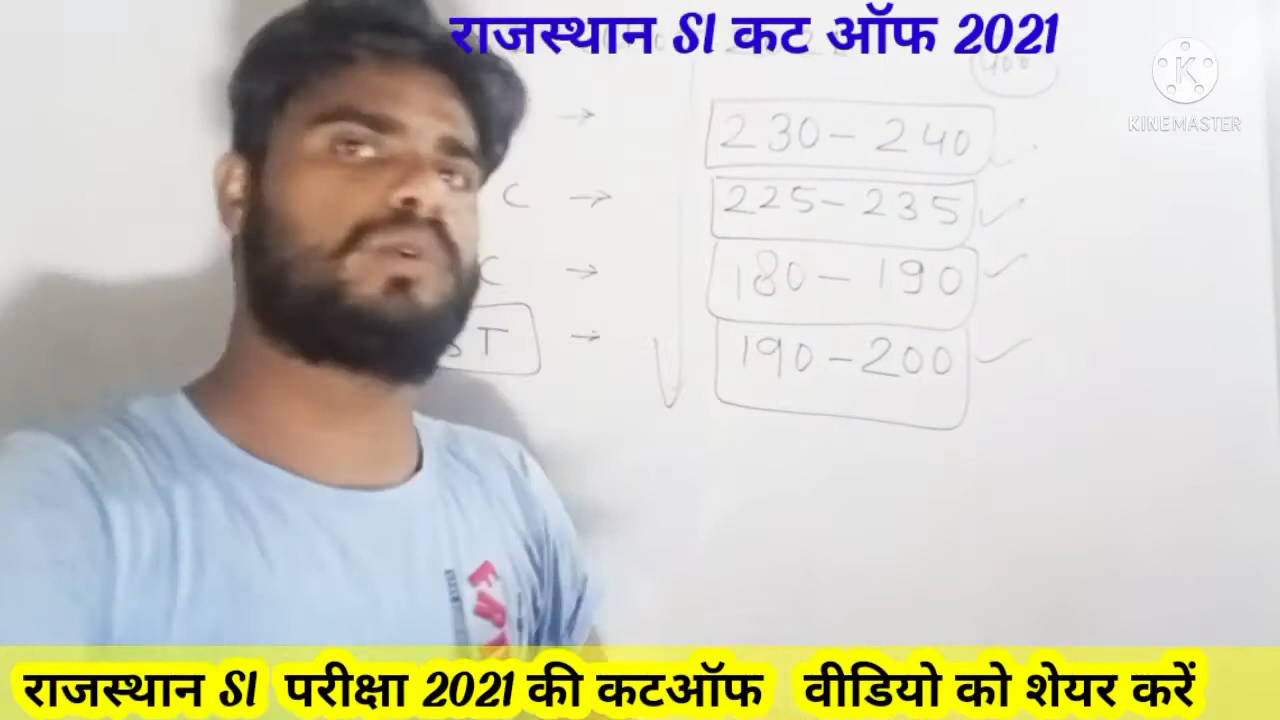 राजस्थान SI कट ऑफ 2021
K
KINEMASTER
400
→ 230 - 240
C → 225 - 235
C → 180 - 190
ST → 190 - 200
राजस्थान SI परीक्षा 2021 की कटऑफ वीडियो को शेयर करें